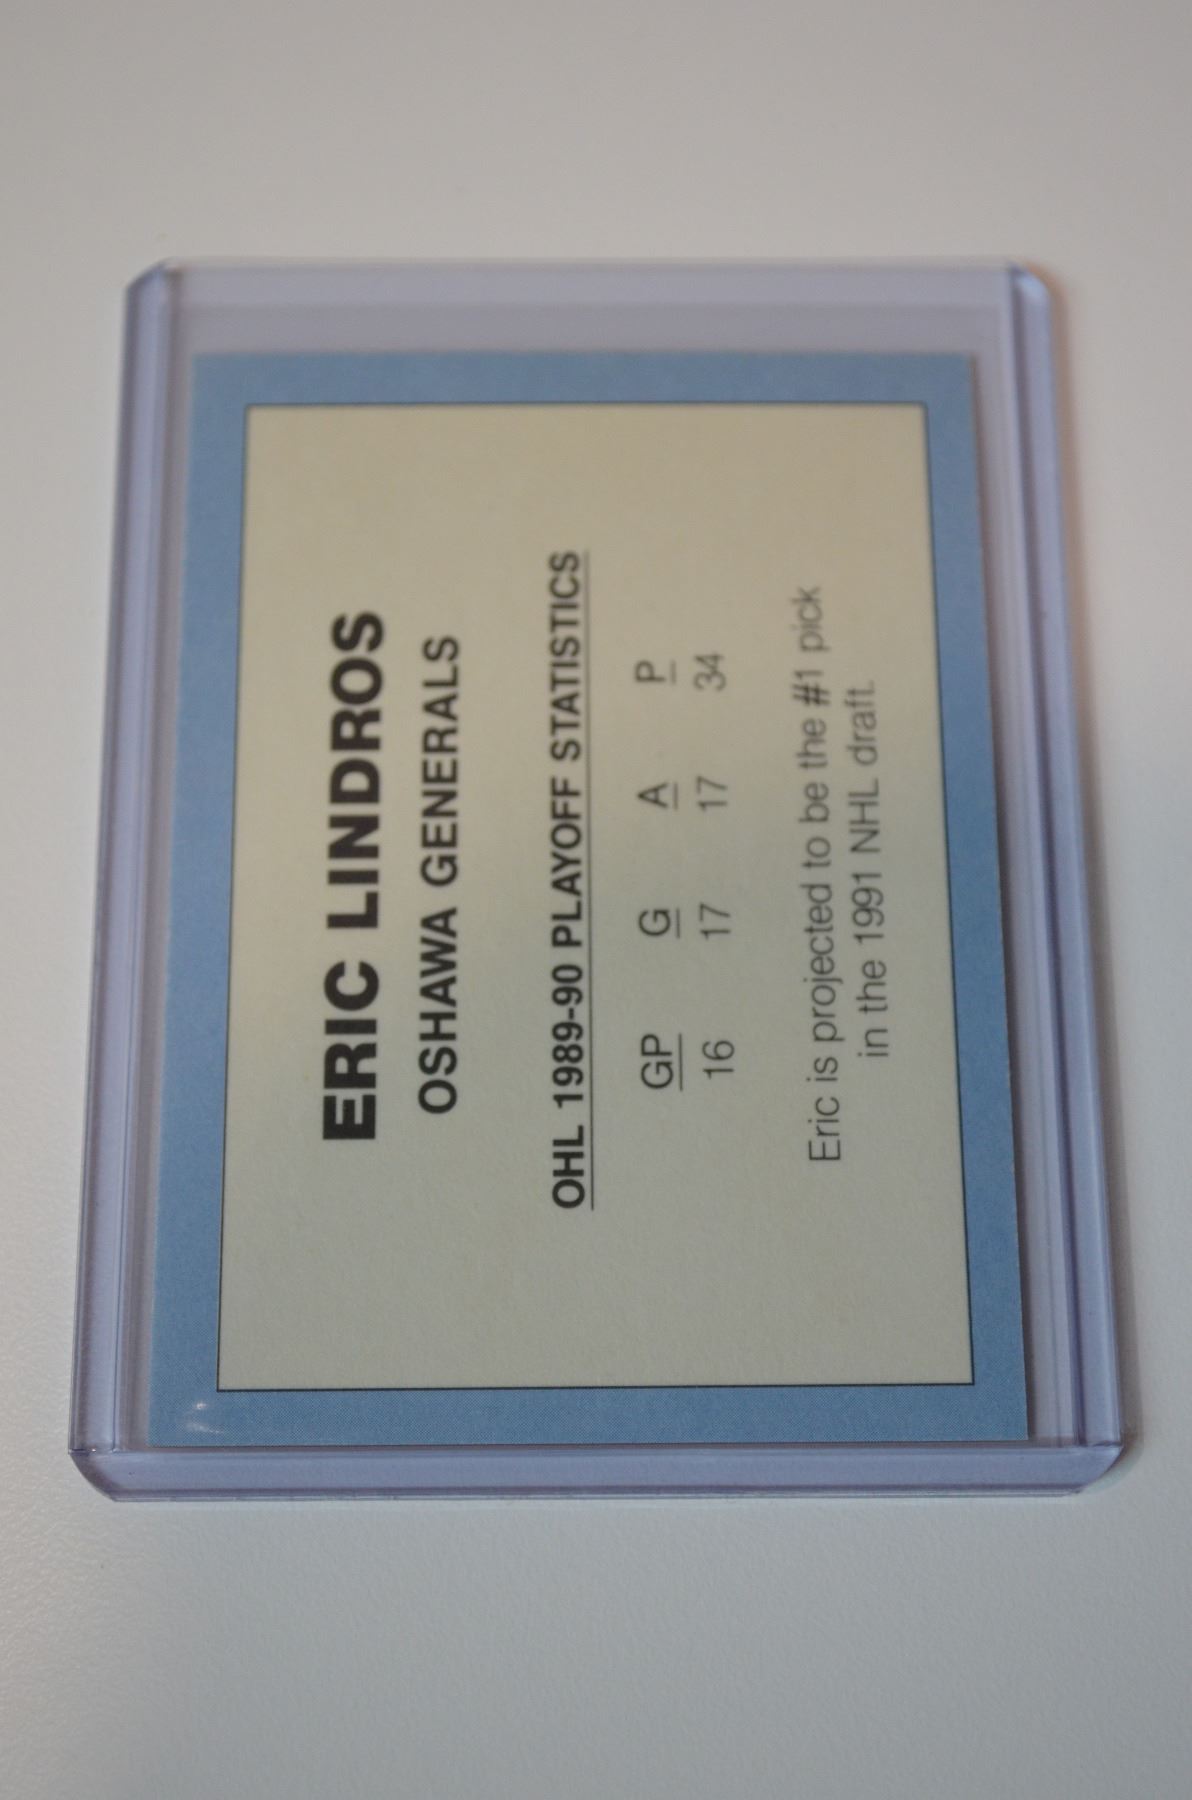 ERIC LINDROS
OSHAWA GENERALS
OHL 1989-90 PLAYOFF STATISTICS
GP G A P
16 17 17 34
Eric is projected to be the #1 pick
in the 1991 NHL draft.